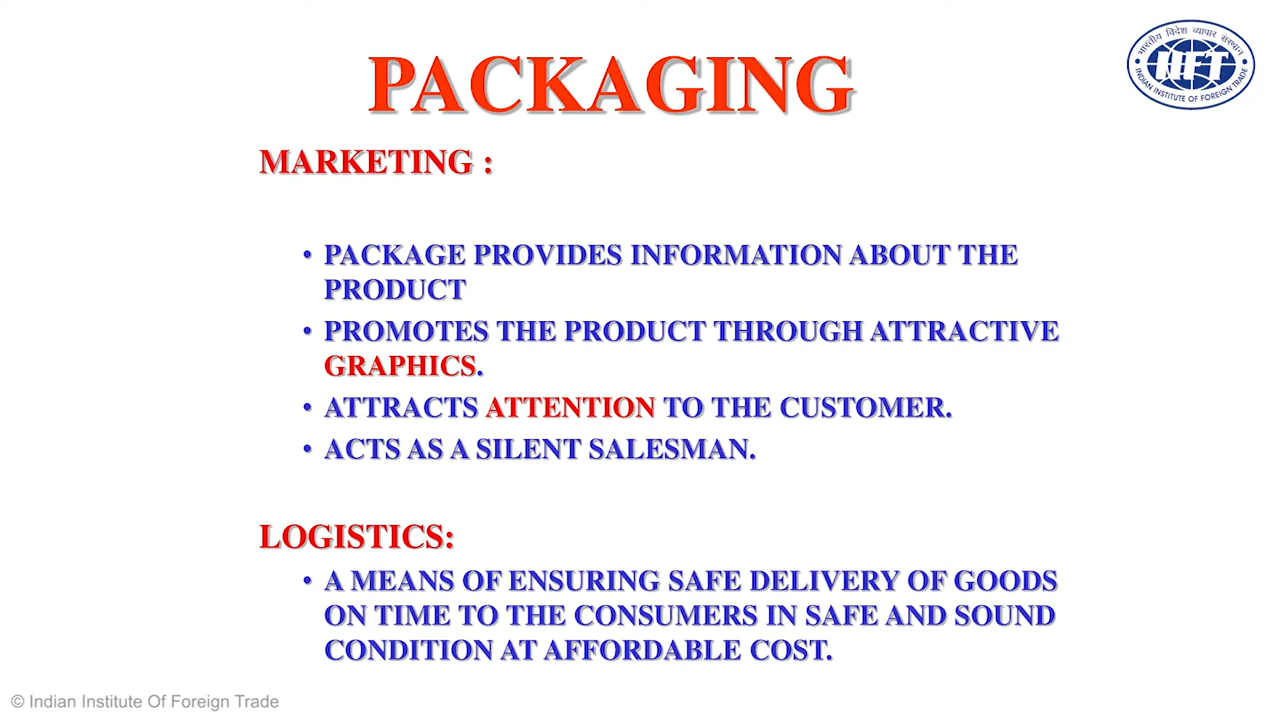 PACKAGING
भारतीय विदेश व्यापार संस्थान
IIFT
INDIAN INSTITUTE OF FOREIGN TRADE
MARKETING :
• PACKAGE PROVIDES INFORMATION ABOUT THE
PRODUCT
• PROMOTES THE PRODUCT THROUGH ATTRACTIVE
GRAPHICS.
• ATTRACTS ATTENTION TO THE CUSTOMER.
• ACTS AS A SILENT SALESMAN.
LOGISTICS:
• A MEANS OF ENSURING SAFE DELIVERY OF GOODS
ON TIME TO THE CONSUMERS IN SAFE AND SOUND
CONDITION AT AFFORDABLE COST.
© Indian Institute Of Foreign Trade